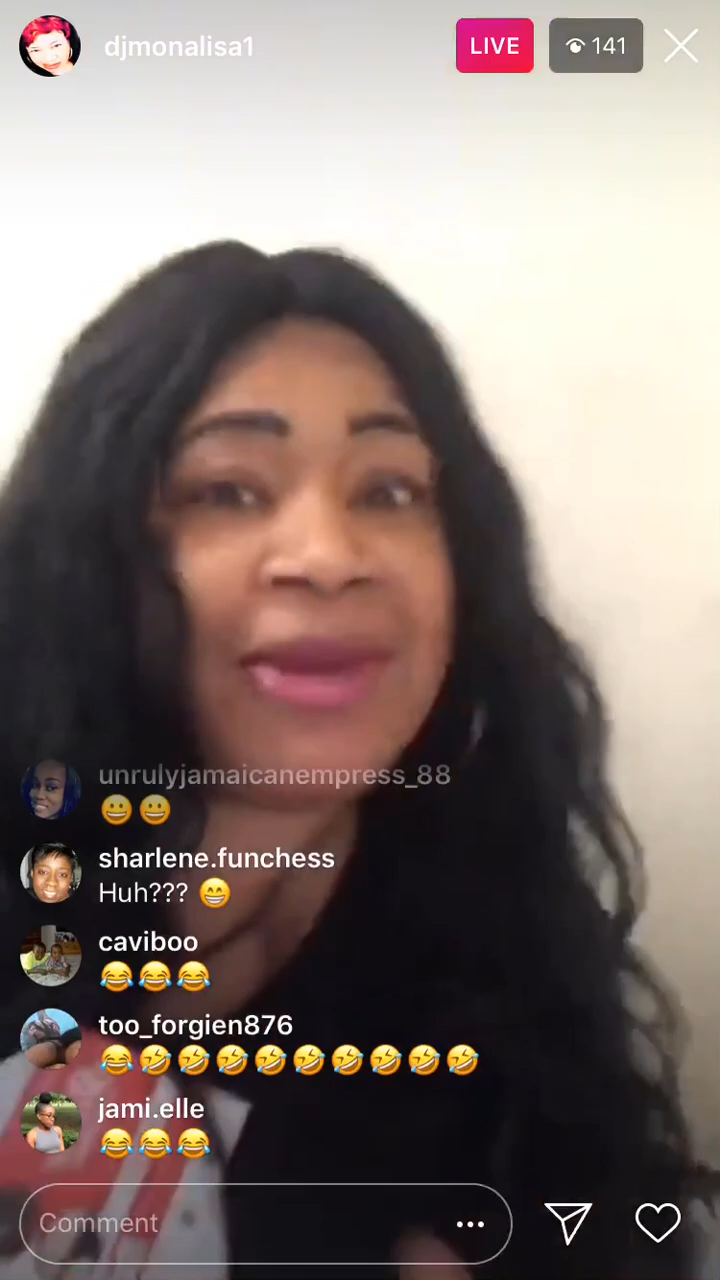 djmonalisa1
LIVE
141
unrulyjamaicanempress_88
😀 😀
sharlene.funchess
Huh??? 😁
caviboo
😂 😂 😂
too_forgien876
😂 🤣 🤣 🤣 🤣 🤣 🤣 🤣 🤣 🤣
jami.elle
😂 😂 😂
Comment